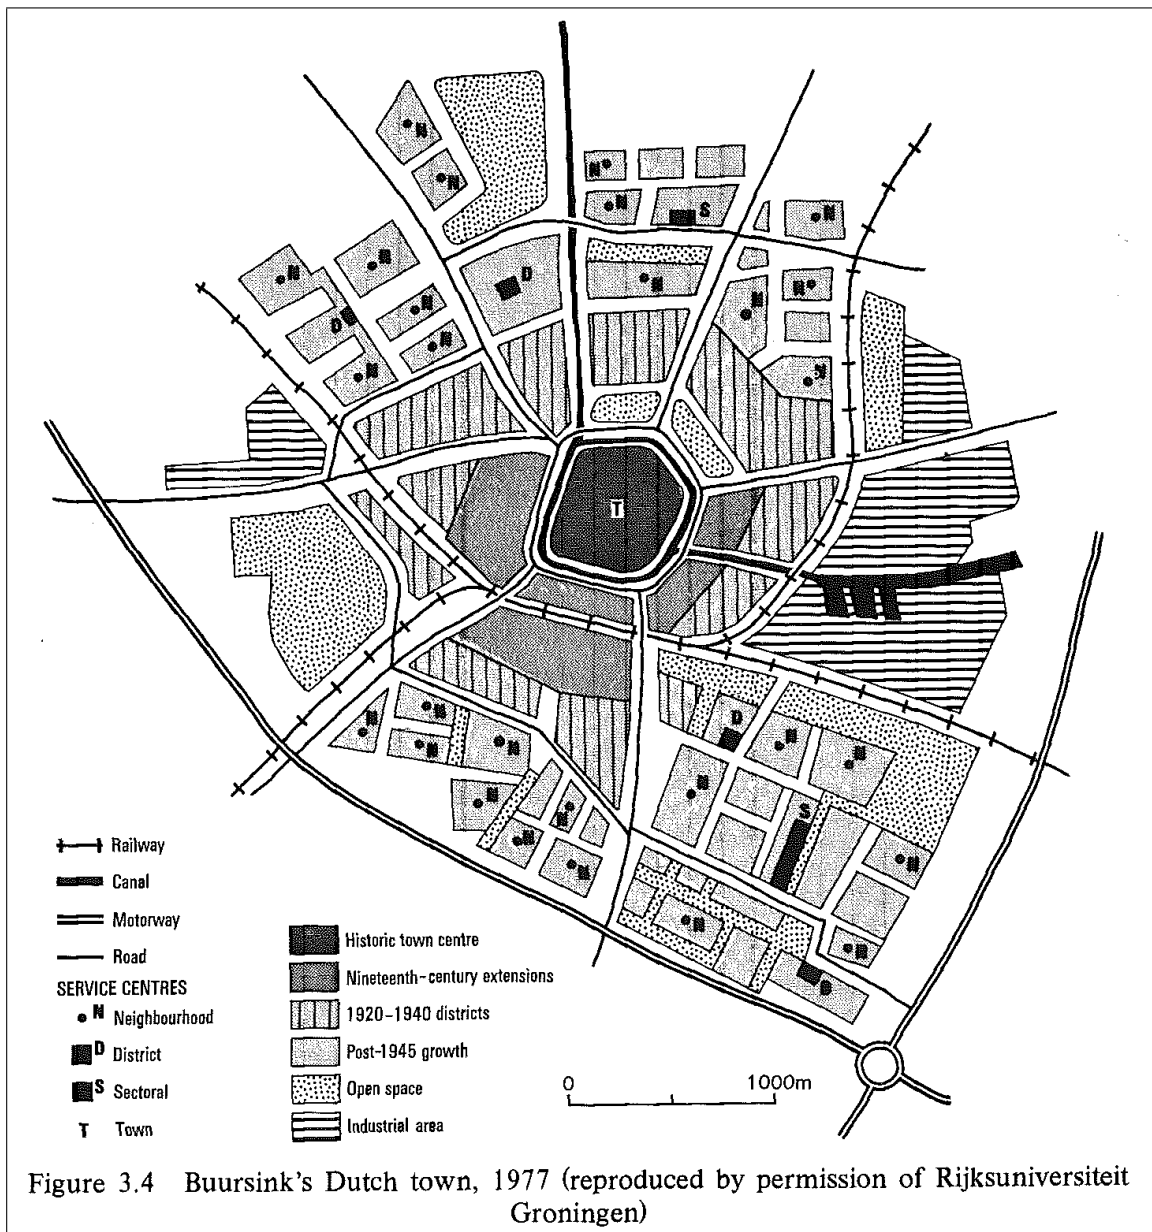 N
N
N
N
S
N
N
D
N
N
N
N
N
D
N
N
N
T
N
N
D
N
N
N
N
N
N
S
N
N
N
N
N
N
D
Railway
Canal
Motorway
Road
SERVICE CENTRES
N Neighbourhood
D District
S Sectoral
T Town
Historic town centre
Nineteenth-century extensions
1920-1940 districts
Post-1945 growth
Open space
Industrial area
0 1000m
Figure 3.4 Buursink's Dutch town, 1977 (reproduced by permission of Rijksuniversiteit
Groningen)